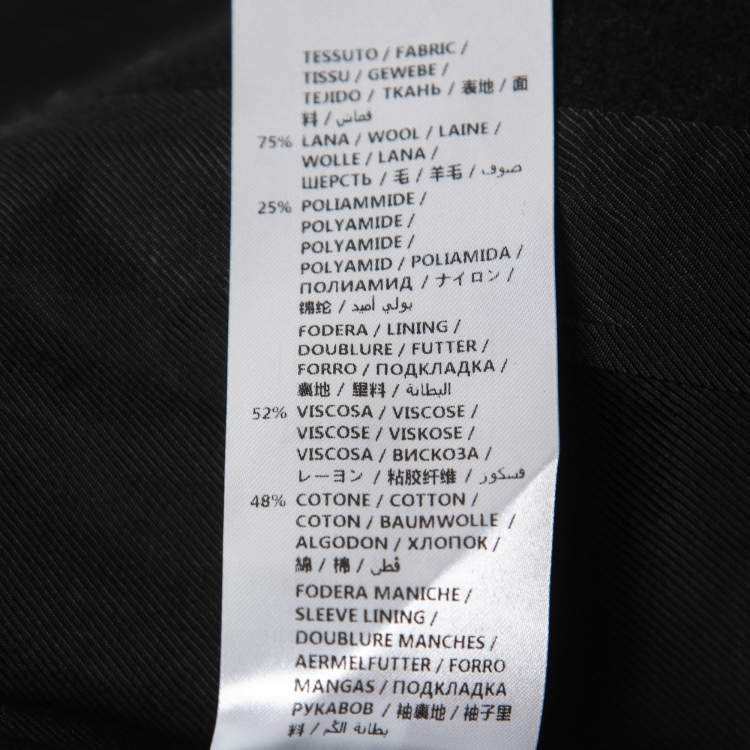 TESSUTO / FABRIC /
TISSU / GEWEBE /
TEJIDO / ТКАНЬ / 表地 / 面
料 / قماش
75% LANA / WOOL / LAINE /
WOLLE / LANA /
ШЕРСТЬ / 毛 / 羊毛 / صوف
25% POLIAMMIDE /
POLYAMIDE /
POLYAMIDE /
POLYAMID / POLIAMIDA /
ПОЛИАМИД / ナイロン /
锦纶 / بولي أميد
FODERA / LINING /
DOUBLURE / FUTTER /
FORRO / ПОДКЛАДКА /
裏地 / 里料 / البطانة
52% VISCOSA / VISCOSE /
VISCOSE / VISKOSE /
VISCOSA / ВИСКОЗА /
レーヨン / 粘胶纤维 / فسكوز
48% COTONE / COTTON /
COTON / BAUMWOLLE /
ALGODON / ХЛОПОК /
綿 / 棉 / قطن
FODERA MANICHE /
SLEEVE LINING /
DOUBLURE MANCHES /
AERMELFUTTER / FORRO
MANGAS / ПОДКЛАДКА
РУКАВОВ / 袖裏地 / 袖子里
料 / بطانة الكم